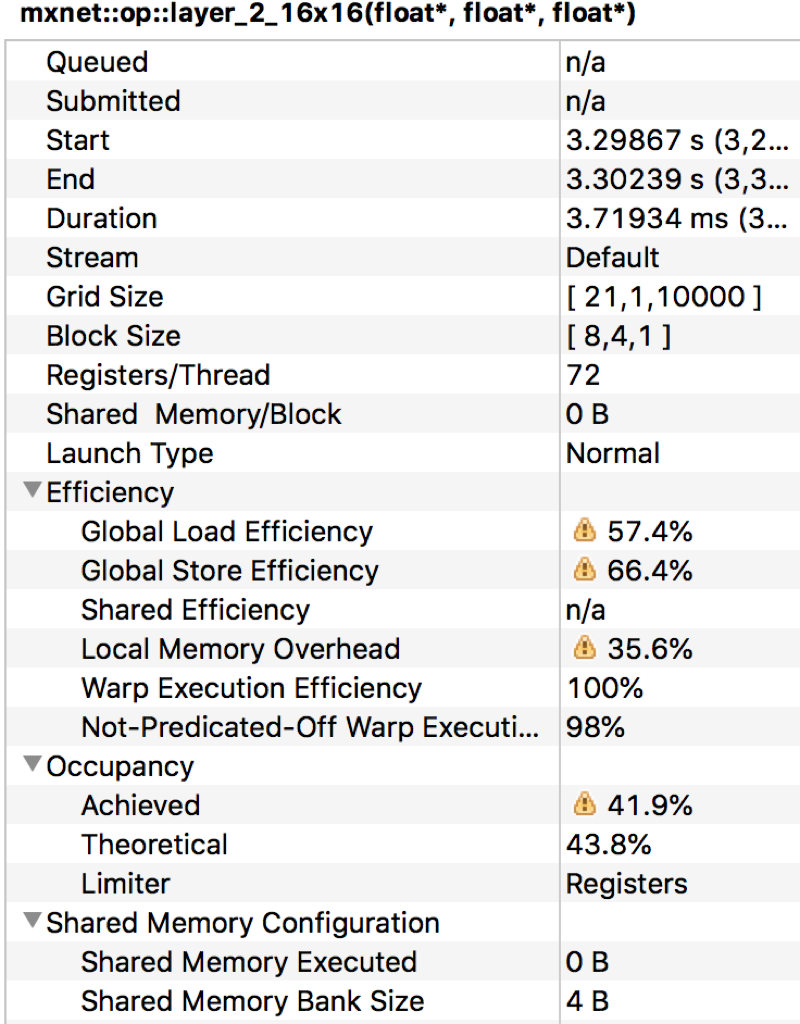 mxnet::op::layer_2_16x16(float*, float*, float*)
Queued n/a
Submitted n/a
Start 3.29867 s (3,2...
End 3.30239 s (3,3...
Duration 3.71934 ms (3...
Stream Default
Grid Size [ 21,1,10000 ]
Block Size [ 8,4,1 ]
Registers/Thread 72
Shared  Memory/Block 0 B
Launch Type Normal
Efficiency
Global Load Efficiency 57.4%
Global Store Efficiency 66.4%
Shared Efficiency n/a
Local Memory Overhead 35.6%
Warp Execution Efficiency 100%
Not-Predicated-Off Warp Executi... 98%
Occupancy
Achieved 41.9%
Theoretical 43.8%
Limiter Registers
Shared Memory Configuration
Shared Memory Executed 0 B
Shared Memory Bank Size 4 B